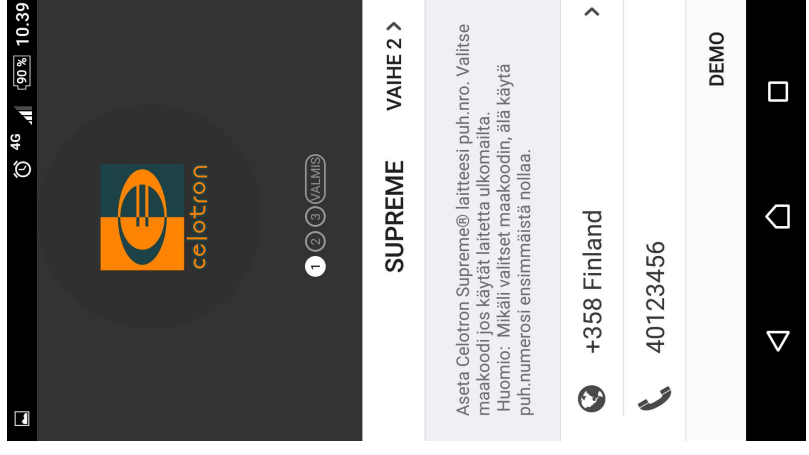 4G 90 % 10.39
celotron
1 2 3 VALMIS
SUPREME VAIHE 2 >
Aseta Celotron Supreme® laitteesi puh.nro. Valitse
maakoodi jos käytät laitetta ulkomailta.
Huomio: Mikäli valitset maakoodin, älä käytä
puh.numerosi ensimmäistä nollaa.
+358 Finland >
40123456
DEMO